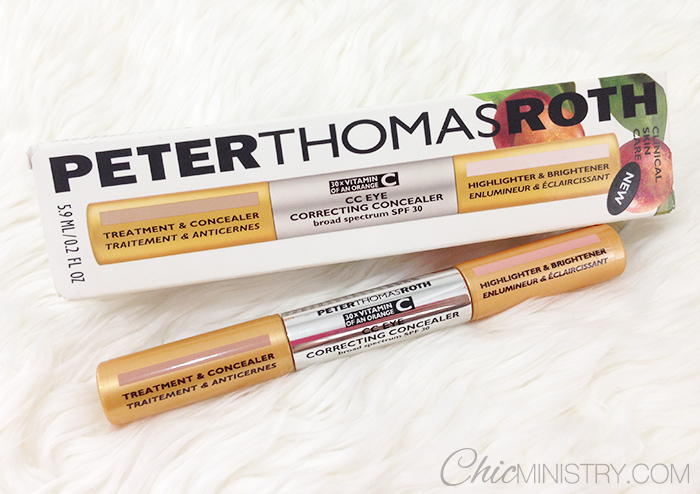 PETERTHOMASROTH
CLINICAL
SKIN
CARE
NEW
30X VITAMIN
OF AN ORANGE C
CC EYE
CORRECTING CONCEALER
broad spectrum SPF 30
TREATMENT & CONCEALER
TRAITEMENT & ANTICERNES
HIGHLIGHTER & BRIGHTENER
ENLUMINEUR & ÉCLAIRCISSANT
5.9 ML/0.2 FL OZ
PETERTHOMASROTH
30X VITAMIN
OF AN ORANGE C
CC EYE
CORRECTING CONCEALER
broad spectrum SPF 30
TREATMENT & CONCEALER
TRAITEMENT & ANTICERNES
HIGHLIGHTER & BRIGHTENER
ENLUMINEUR & ÉCLAIRCISSANT
CHICMINISTRY.COM